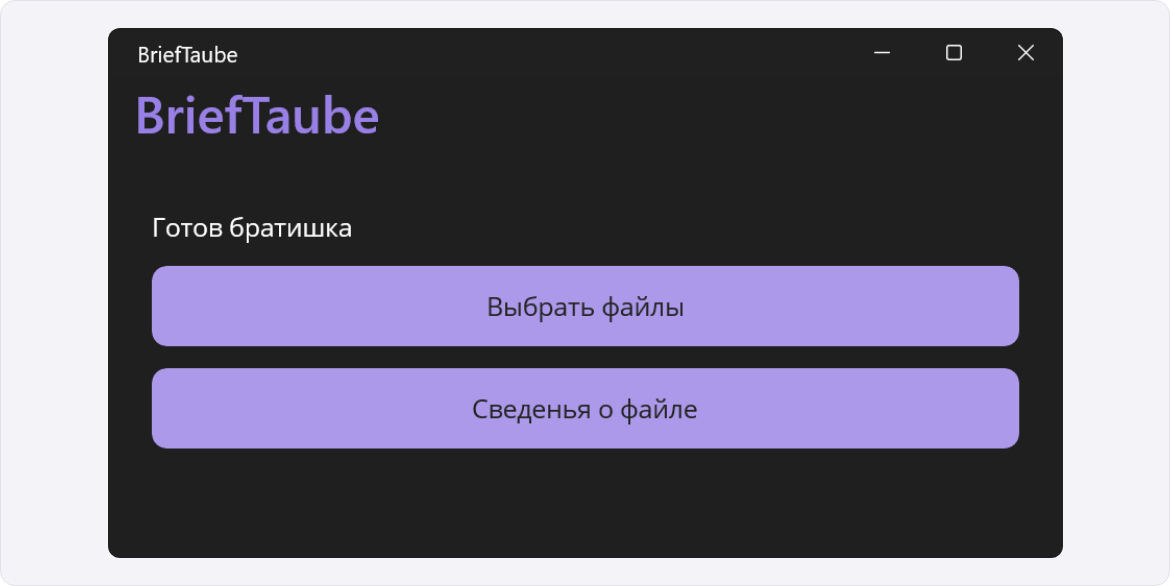 BriefTaube
BriefTaube
Готов братишка
Выбрать файлы
Сведенья о файле